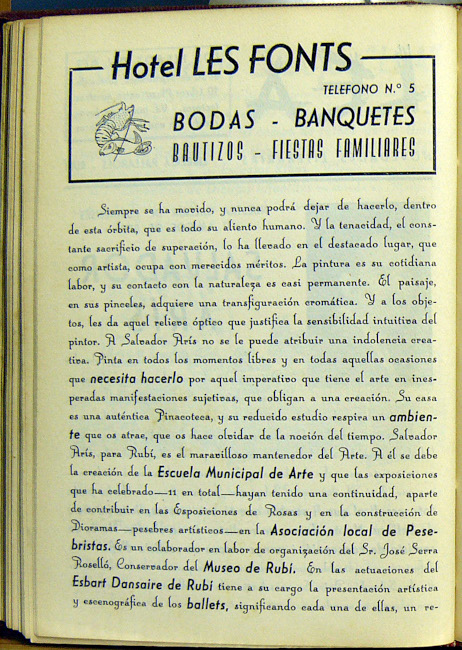 Hotel LES FONTS
TELEFONO N.º 5
BODAS - BANQUETES
BAUTIZOS - FIESTAS FAMILIARES
Siempre se ha movido, y nunca podrá dejar de hacerlo, dentro
de esta órbita, que es todo su aliento humano. Y la tenacidad, el cons-
tante sacrificio de superación, lo ha llevado en el destacado lugar, que
como artista, ocupa con merecidos méritos. La pintura es su cotidiana
labor, y su contacto con la naturaleza es casi permanente. El paisaje,
en sus pinceles, adquiere una transfiguración cromática. Y a los obje-
tos, les da aquel relieve óptico que justifica la sensibilidad intuitiva del
pintor. A Salvador Arís no se le puede atribuir una indolencia crea-
tiva. Pinta en todos los momentos libres y en todas aquellas ocasiones
que necesita hacerlo por aquel imperativo que tiene el arte en ines-
peradas manifestaciones sujetivas, que obligan a una creación. Su casa
es una auténtica Pinacoteca, y su reducido estudio respira un ambien-
te que os atrae, que os hace olvidar de la noción del tiempo. Salvador
Arís, para Rubí, es el maravilloso mantenedor del Arte. A él se debe
la creación de la Escuela Municipal de Arte y que las exposiciones
que ha celebrado—11 en total—hayan tenido una continuidad, aparte
de contribuir en las Esposiciones de Rosas y en la construcción de
Dioramas—pesebres artísticos—en la Asociación local de Pese-
bristas. Es un colaborador en labor de organización del Sr. José Serra
Roselló, Conservador del Museo de Rubí. En las actuaciones del
Esbart Dansaire de Rubí tiene a su cargo la presentación artística
y escenográfica de los ballets, significando cada una de ellas, un re-